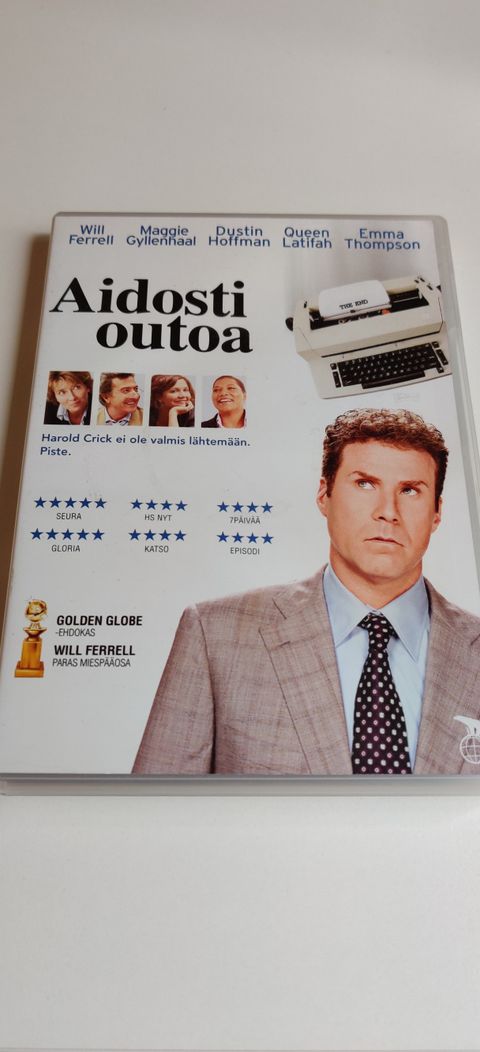 Will Ferrell
Maggie Gyllenhaal
Dustin Hoffman
Queen Latifah
Emma Thompson
Aidosti
outoa
THE END
Harold Crick ei ole valmis lähtemään.
Piste.
★★★★★ ★★★★ ★★★★
SEURA HS NYT 7PÄIVÄÄ
★★★★★ ★★★★ ★★★★
GLORIA KATSO EPISODI
GOLDEN GLOBE
-EHDOKAS
WILL FERRELL
PARAS MIESPÄÄOSA